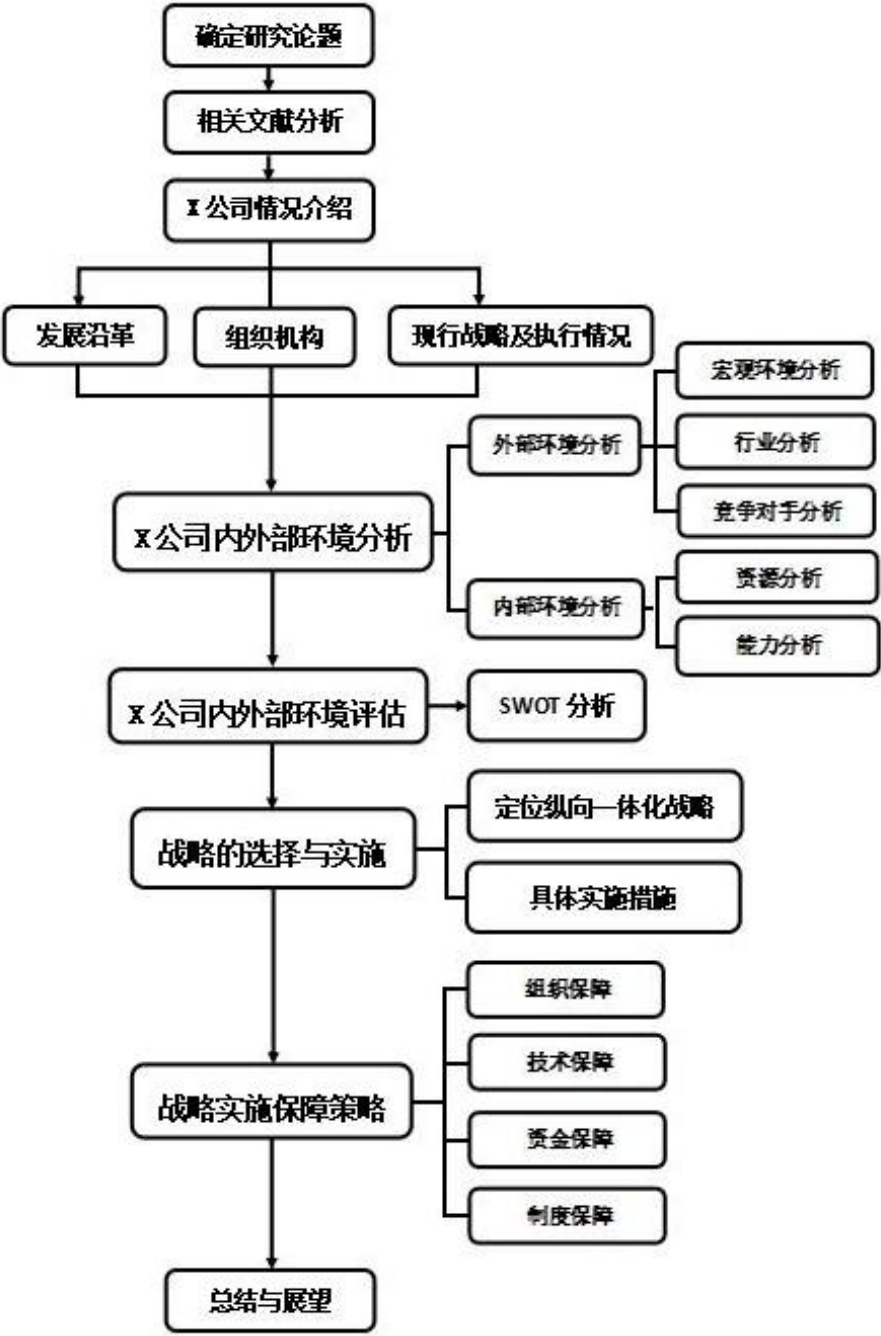 确定研究论题
相关文献分析
X公司情况介绍
发展沿革
组织机构
现行战略及执行情况
宏观环境分析
外部环境分析
行业分析
竞争对手分析
X公司内外部环境分析
资源分析
内部环境分析
能力分析
X公司内外部环境评估
SWOT 分析
定位纵向一体化战略
战略的选择与实施
具体实施措施
组织保障
技术保障
战略实施保障策略
资金保障
制度保障
总结与展望